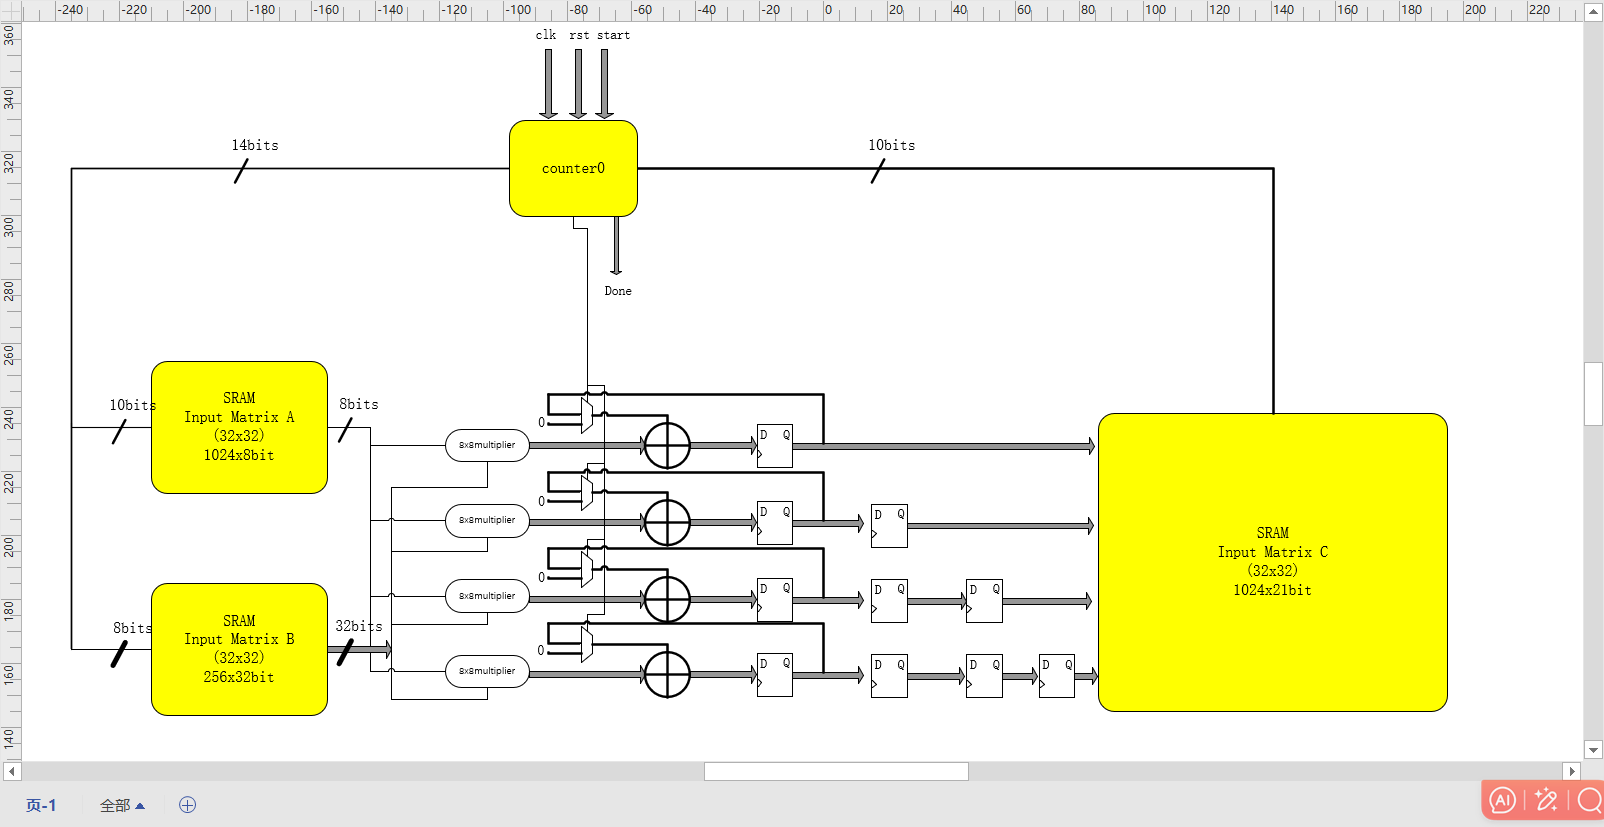 -240 -220 -200 -180 -160 -140 -120 -100 -80 -60 -40 -20 0 20 40 60 80 100 120 140 160 180 200 220
360
340
320
300
280
260
240
220
200
180
160
140
clk rst start
14bits
10bits
counter0
Done
SRAM
Input Matrix A
(32x32)
1024x8bit
10bits
8bits
SRAM
Input Matrix B
(32x32)
256x32bit
8bits
32bits
8x8multiplier
0
D Q
8x8multiplier
0
D Q
D Q
8x8multiplier
0
D Q
D Q
D Q
8x8multiplier
0
D Q
D Q
D Q
D Q
SRAM
Input Matrix C
(32x32)
1024x21bit
页-1 全部
AI